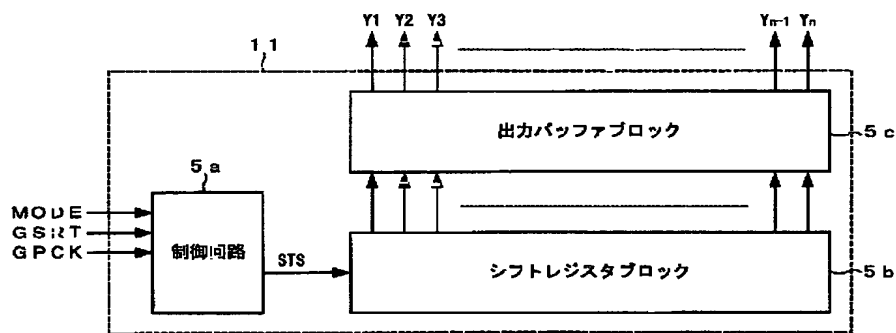 Y1 Y2 Y3 Yn-1 Yn
11
出力バッファブロック
5c
5a
MODE
GSRT
GPCK
制御回路
STS
シフトレジスタブロック
5b